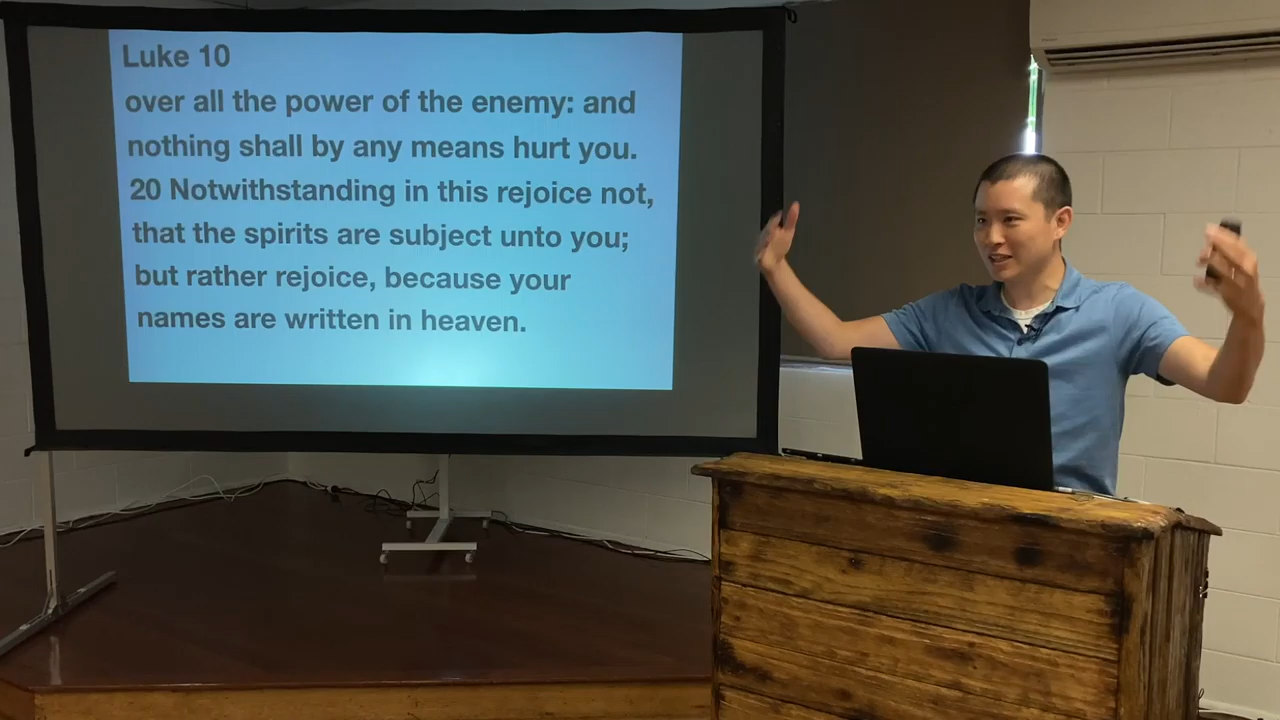 Luke 10
over all the power of the enemy: and
nothing shall by any means hurt you.
20 Notwithstanding in this rejoice not,
that the spirits are subject unto you;
but rather rejoice, because your
names are written in heaven.